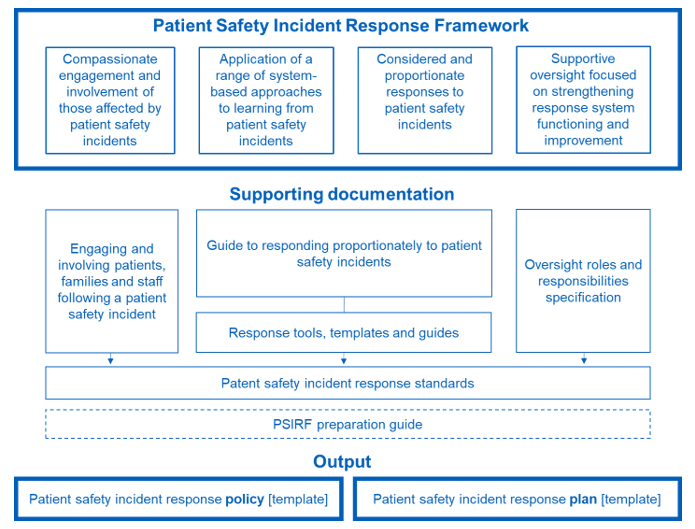 Patient Safety Incident Response Framework
Compassionate
engagement and
involvement of
those affected by
patient safety
incidents
Application of a
range of system-
based approaches
to learning from
patient safety
incidents
Considered and
proportionate
responses to
patient safety
incidents
Supportive
oversight focused
on strengthening
response system
functioning and
improvement
Supporting documentation
Engaging and
involving patients,
families and staff
following a patient
safety incident
Guide to responding proportionately to patient
safety incidents
Response tools, templates and guides
Oversight roles and
responsibilities
specification
Patent safety incident response standards
PSIRF preparation guide
Output
Patient safety incident response policy [template]
Patient safety incident response plan [template]